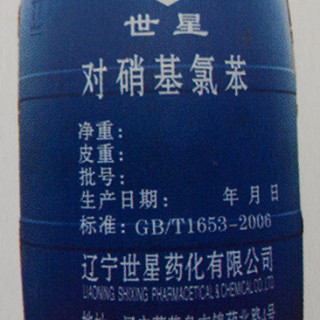 世星
对硝基氯苯
净重：
皮重：
批号：
生产日期： 年 月 日
标准：GB/T1653-2006
辽宁世星药化有限公司
LIAONING SHIXING PHARMACETICAL&CHEMICAL CO.,LTD